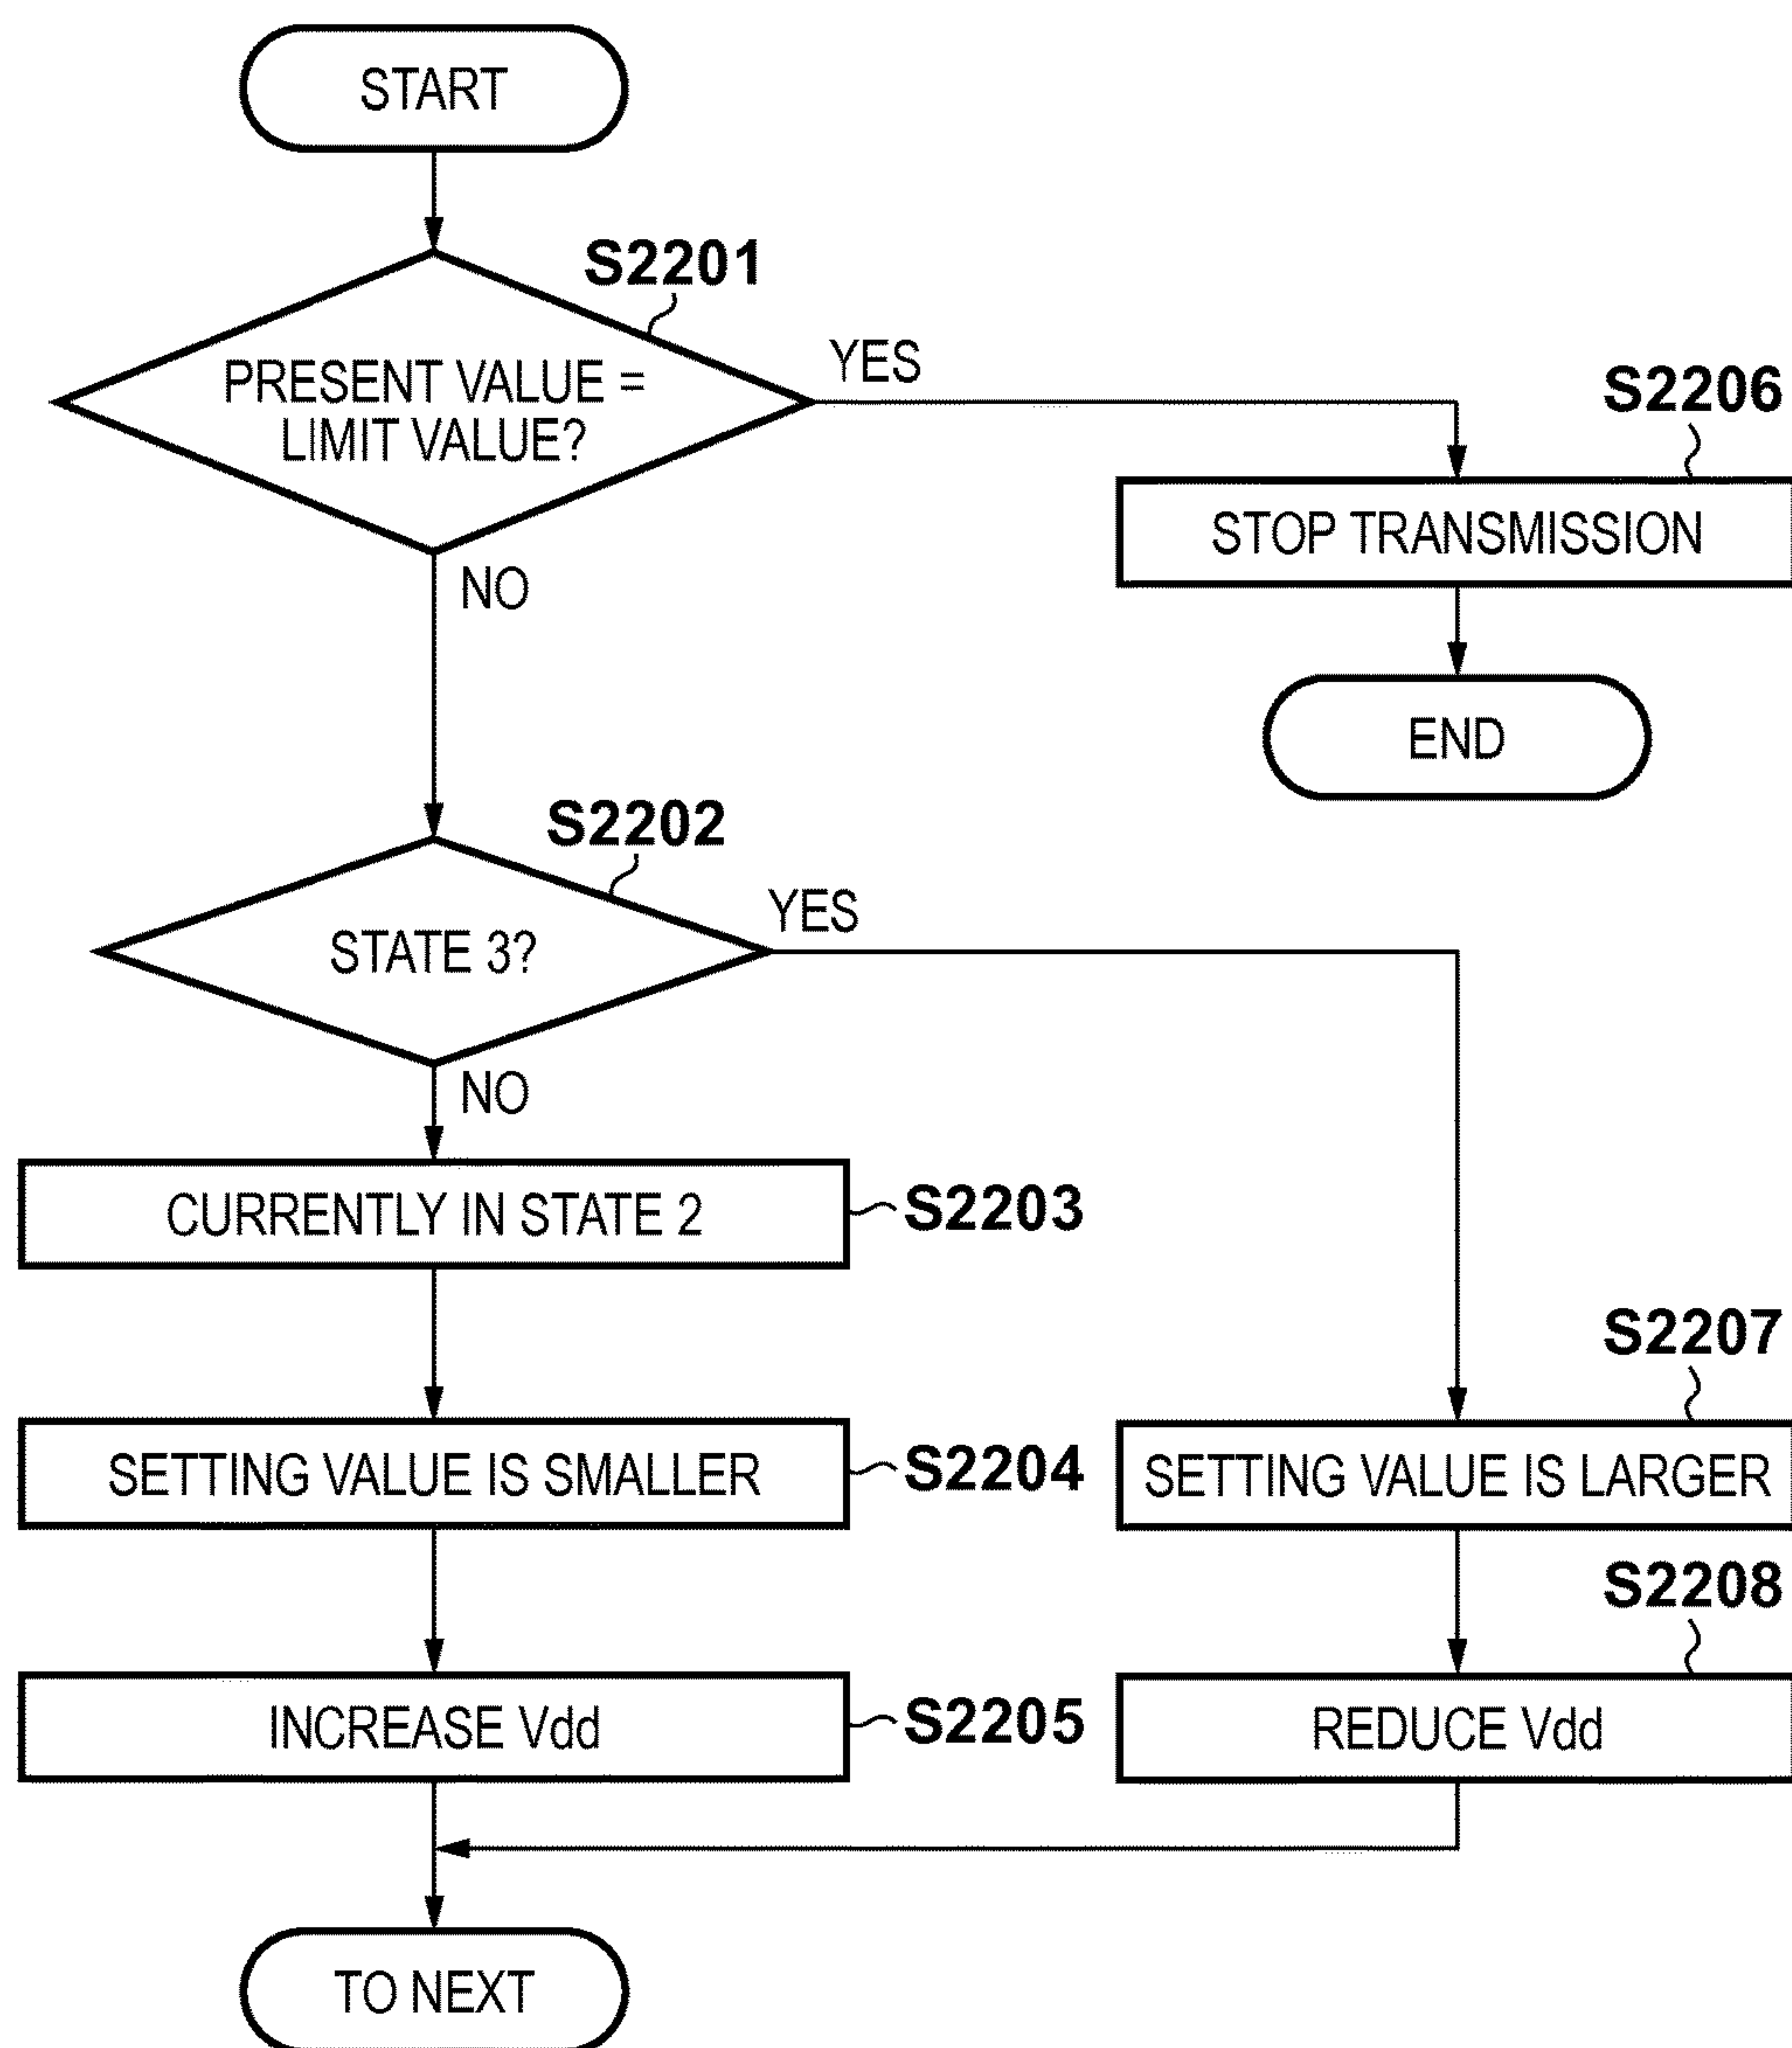 START
S2201
PRESENT VALUE =
LIMIT VALUE?
YES
NO
S2206
STOP TRANSMISSION
END
S2202
STATE 3?
YES
NO
CURRENTLY IN STATE 2
S2203
SETTING VALUE IS SMALLER
S2204
S2207
SETTING VALUE IS LARGER
INCREASE Vdd
S2205
S2208
REDUCE Vdd
TO NEXT